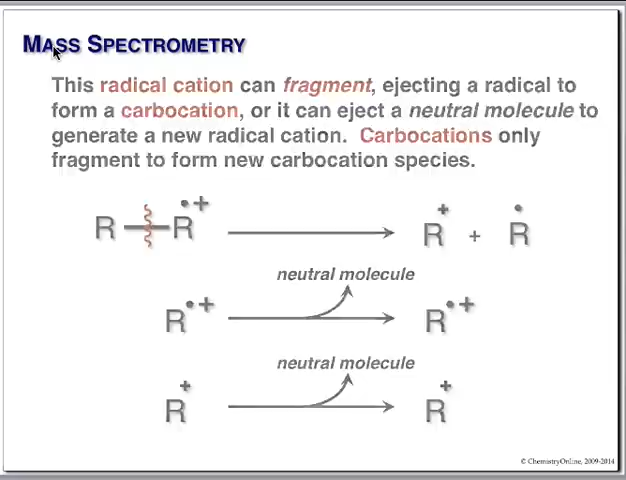 MASS SPECTROMETRY
This radical cation can fragment, ejecting a radical to
form a carbocation, or it can eject a neutral molecule to
generate a new radical cation. Carbocations only
fragment to form new carbocation species.
R — R•+ → R+ + R•
neutral molecule
R•+ → R•+
neutral molecule
R+ → R+
© ChemistryOnline, 2009-2014